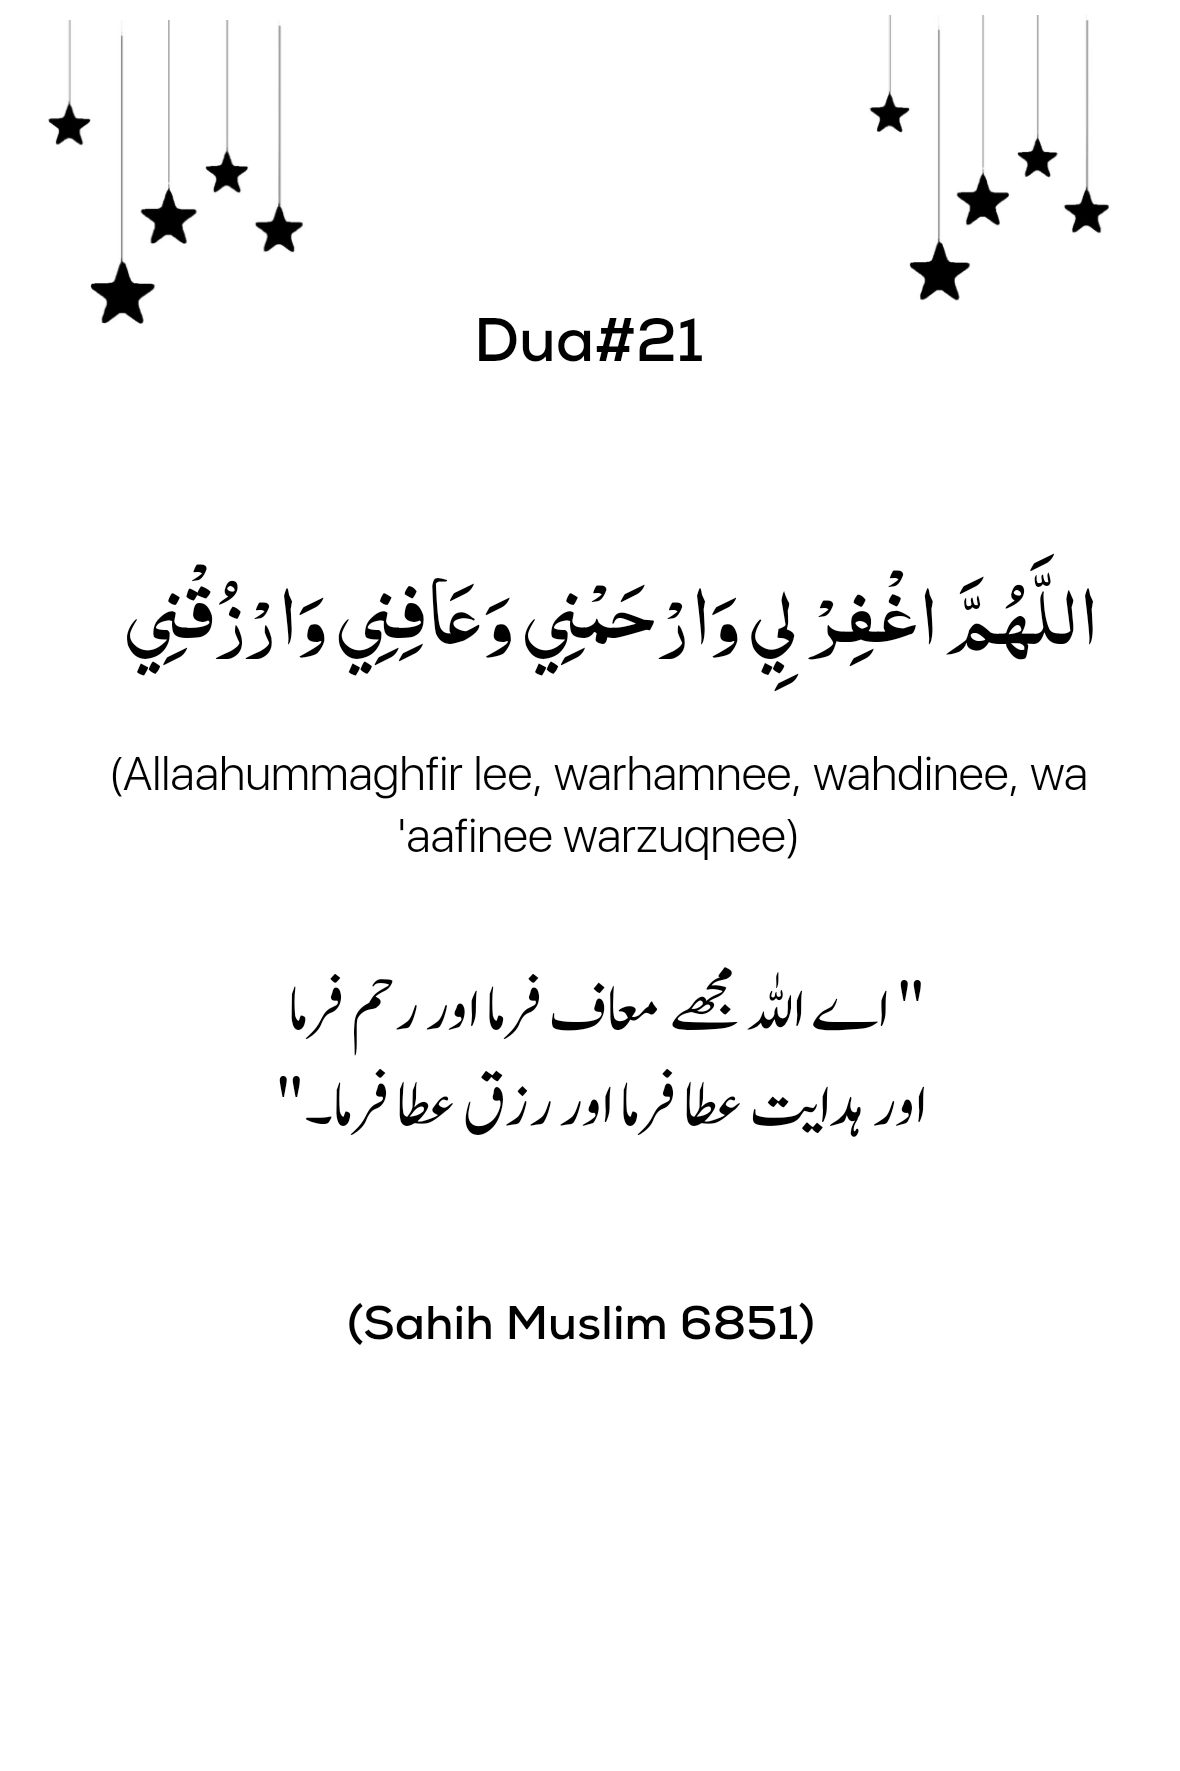 Dua#21
اللَّهُمَّ اغْفِرْ لِي وَارْحَمْنِي وَعَافِنِي وَارْزُقْنِي
(Allaahummaghfir lee, warhamnee, wahdinee, wa
'aafinee warzuqnee)
" اے اللہ مجھے معاف فرما اور رحم فرما
اور ہدایت عطا فرما اور رزق عطا فرما۔"
(Sahih Muslim 6851)